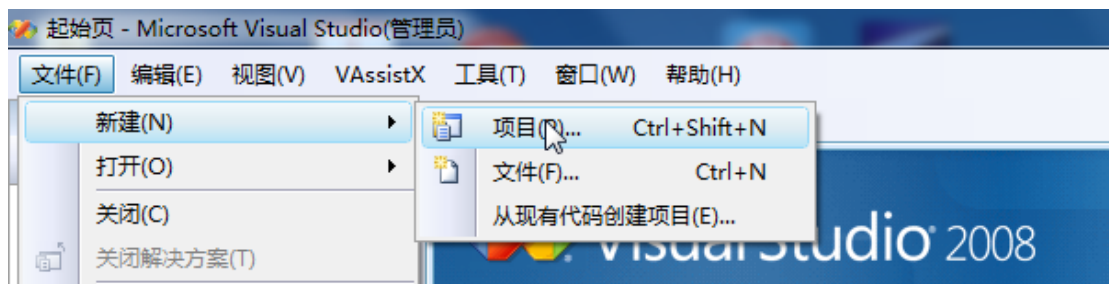 起始页 - Microsoft Visual Studio(管理员)
文件(F) 编辑(E) 视图(V) VAssistX 工具(T) 窗口(W) 帮助(H)
新建(N)
项目(P)... Ctrl+Shift+N
打开(O)
文件(F)... Ctrl+N
关闭(C)
从现有代码创建项目(E)...
关闭解决方案(T)
Visual Studio 2008